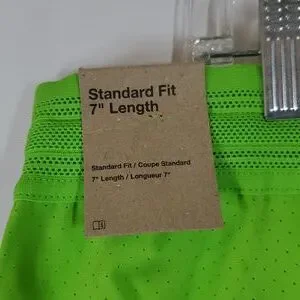 Standard Fit
7" Length
Standard Fit / Coupe Standard
7" Length / Longueur 7"